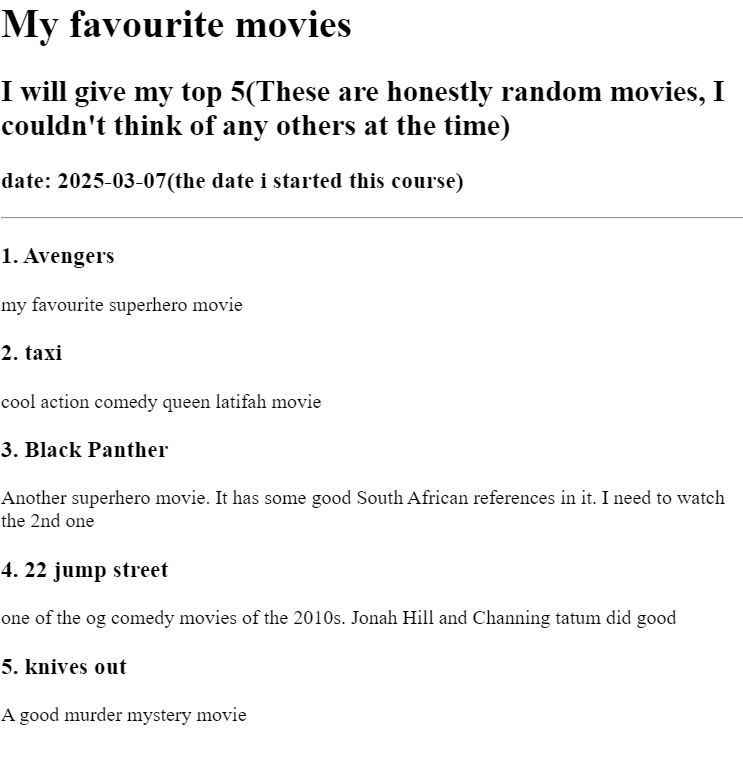 My favourite movies
I will give my top 5(These are honestly random movies, I
couldn't think of any others at the time)
date: 2025-03-07(the date i started this course)
1. Avengers
my favourite superhero movie
2. taxi
cool action comedy queen latifah movie
3. Black Panther
Another superhero movie. It has some good South African references in it. I need to watch
the 2nd one
4. 22 jump street
one of the og comedy movies of the 2010s. Jonah Hill and Channing tatum did good
5. knives out
A good murder mystery movie